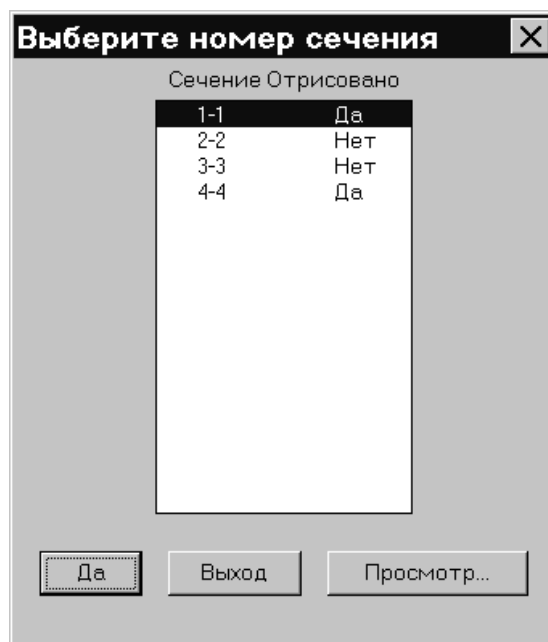 Выберите номер сечения
Сечение Отрисовано
1-1 Да
2-2 Нет
3-3 Нет
4-4 Да
Да Выход Просмотр...